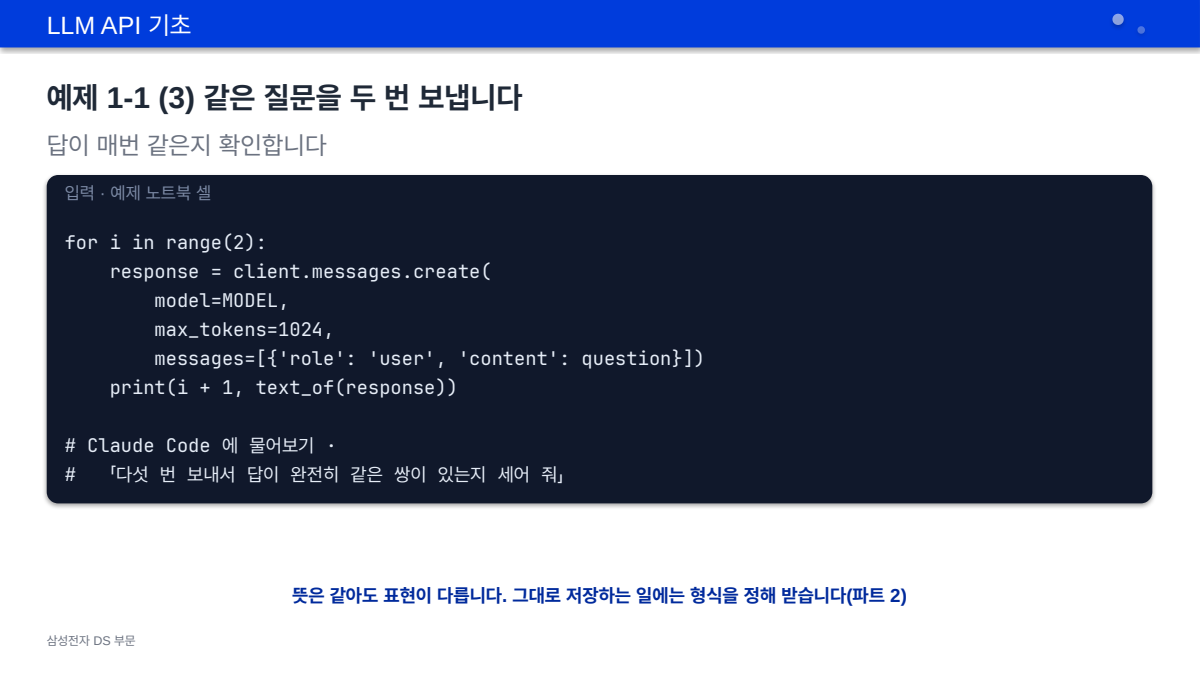 LLM API 기초
예제 1-1 (3) 같은 질문을 두 번 보냅니다
답이 매번 같은지 확인합니다
입력 · 예제 노트북 셀
for i in range(2):
    response = client.messages.create(
        model=MODEL,
        max_tokens=1024,
        messages=[{'role': 'user', 'content': question}])
    print(i + 1, text_of(response))
# Claude Code 에 물어보기 ·
#   「다섯 번 보내서 답이 완전히 같은 쌍이 있는지 세어 줘」
뜻은 같아도 표현이 다릅니다. 그대로 저장하는 일에는 형식을 정해 받습니다(파트 2)
삼성전자 DS 부문